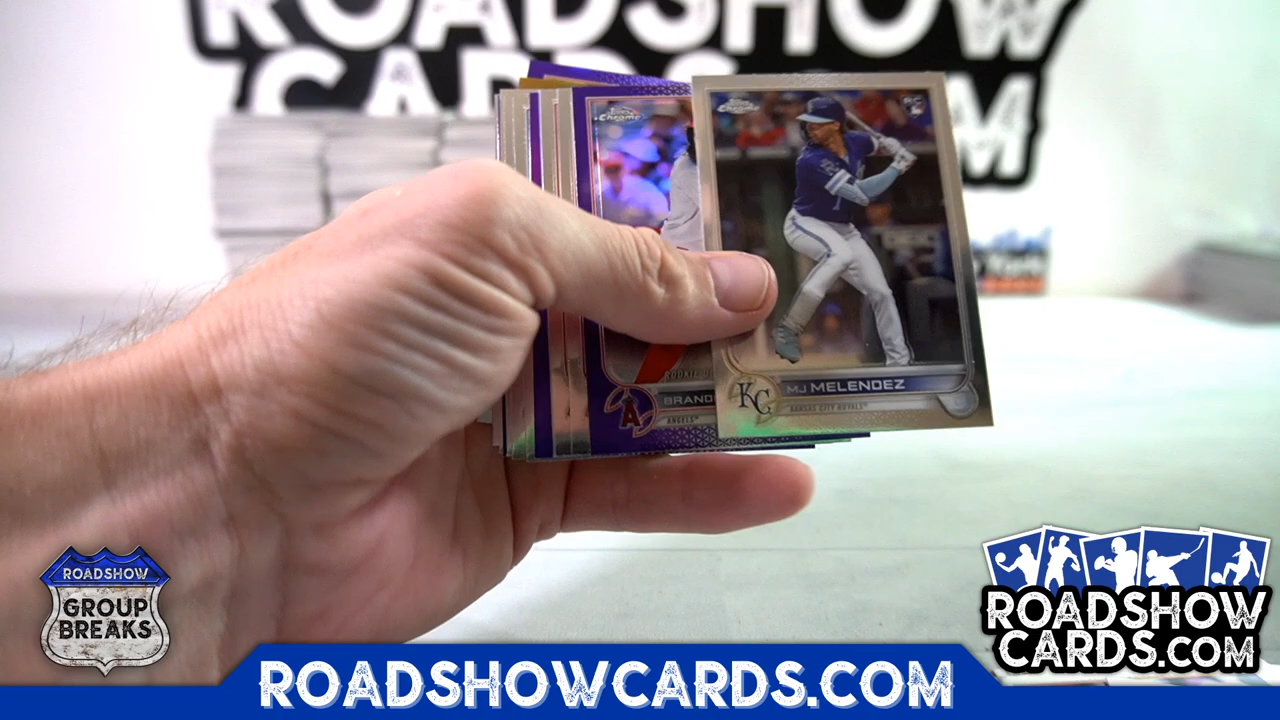 ROADSHOW
CARDS.COM
Topps
Chrome
RC
MJ MELENDEZ
KANSAS CITY ROYALS
KC
A
ANGELS
ROADSHOW
GROUP
BREAKS
ROADSHOW
CARDS.COM
ROADSHOWCARDS.COM